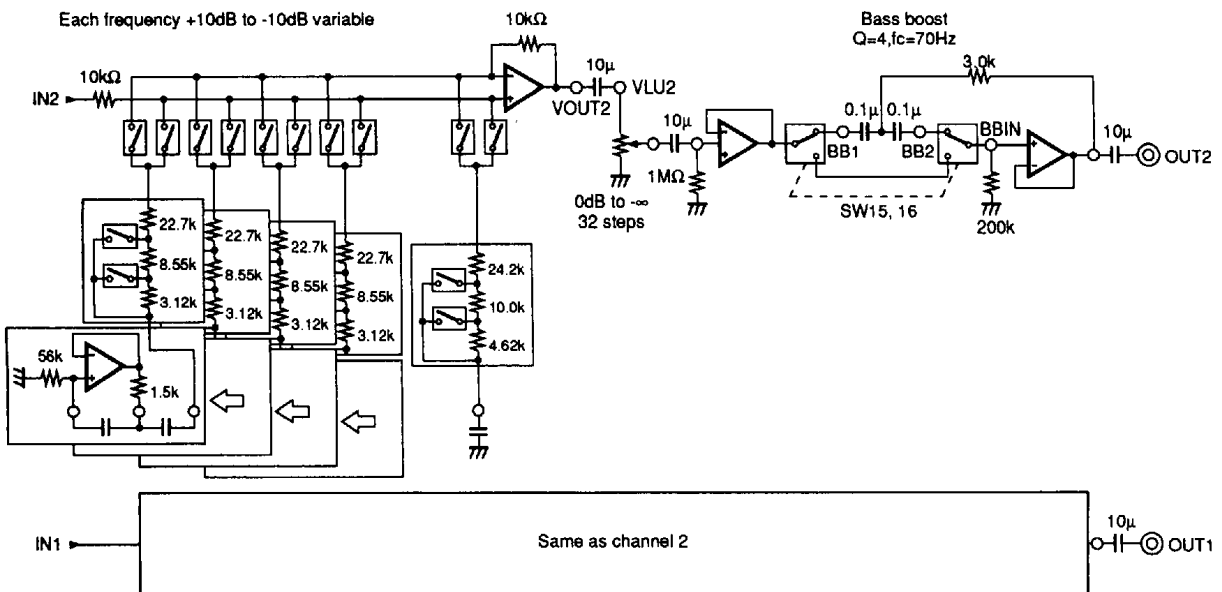 Each frequency +10dB to -10dB variable
Bass boost
Q=4,fc=70Hz
10kΩ
3.0k
10kΩ
10μ
IN2
VLU2
VOUT2
10μ
0.1μ
0.1μ
BB1
BB2
BBIN
10μ
OUT2
1MΩ
0dB to -∞
32 steps
SW15, 16
200k
22.7k
22.7k
22.7k
22.7k
24.2k
8.55k
8.55k
8.55k
8.55k
10.0k
3.12k
3.12k
3.12k
3.12k
4.62k
56k
1.5k
IN1
Same as channel 2
10μ
OUT1